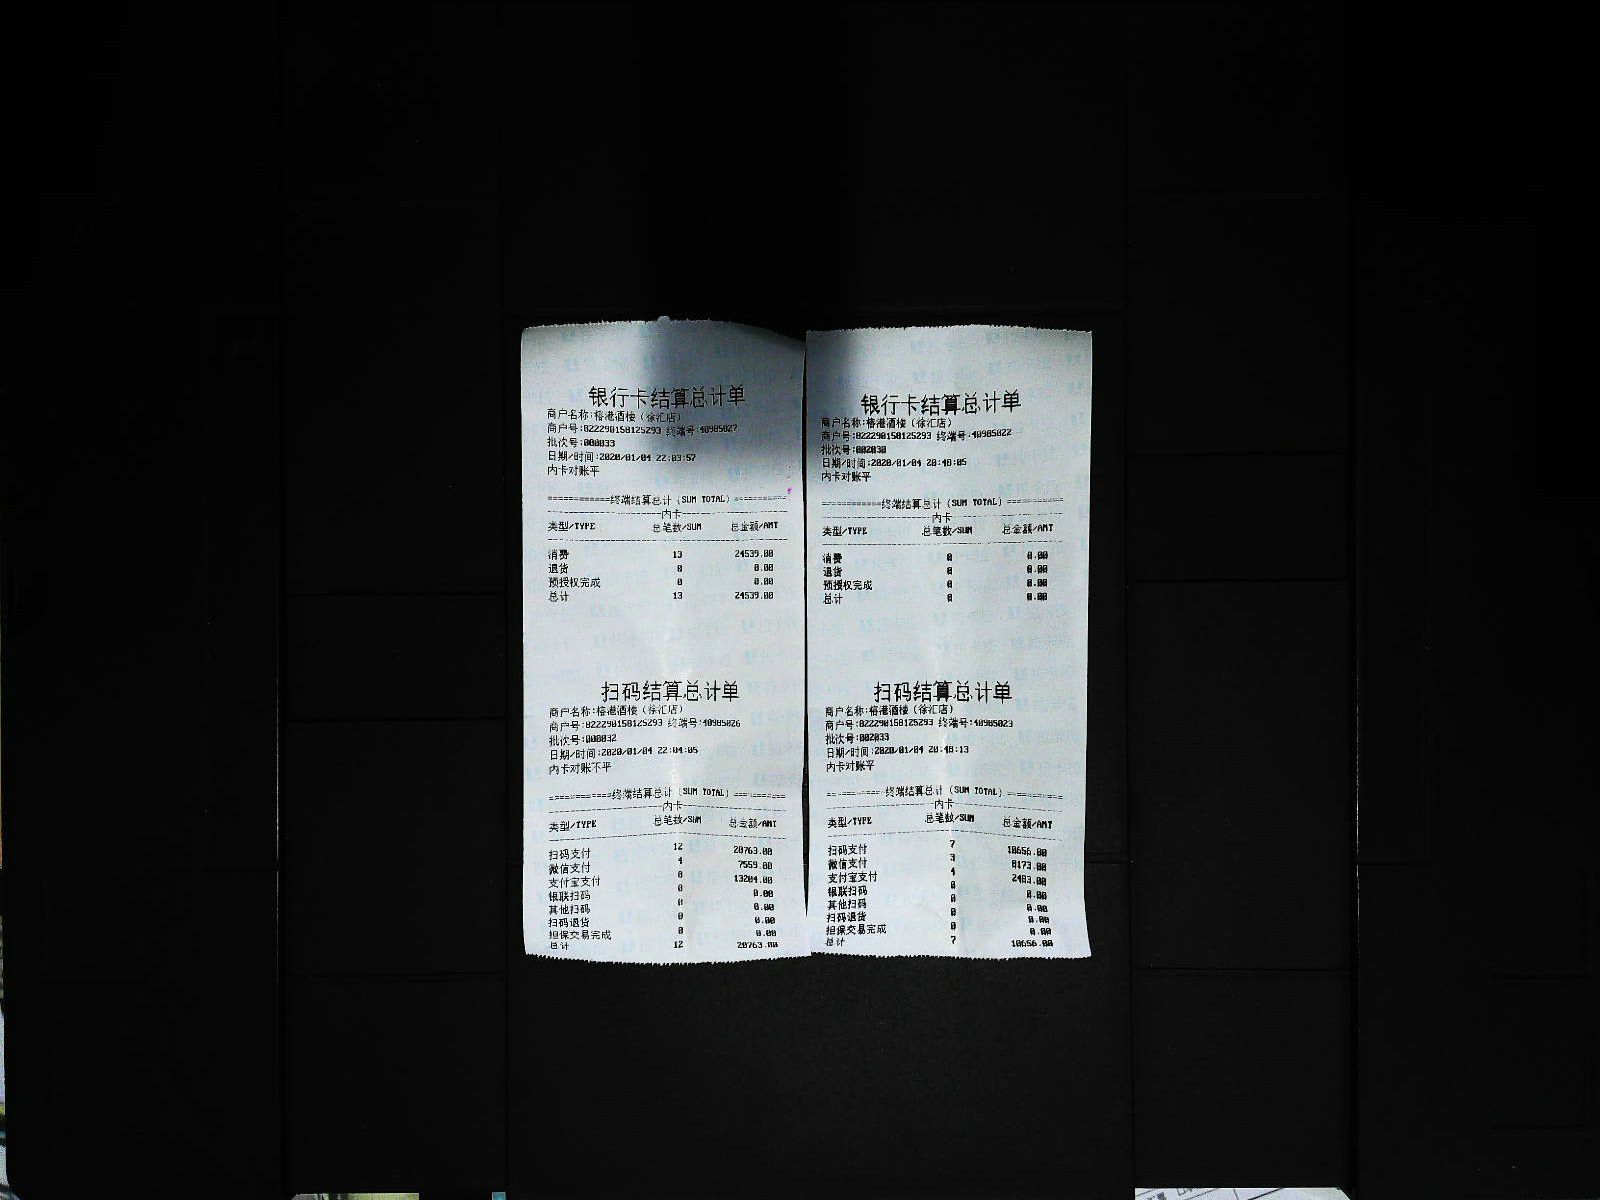 银行卡结算总计单
商户名称:榕港酒楼(徐汇店)
商户号:822290158125293 终端号:40985027
批次号:000033
日期/时间:2020/01/04 22:03:57
内卡对账平
============终端结算总计(SUM TOTAL)============
内卡
类型/TYPE 总笔数/SUM 总金额/AMT
消费 13 24539.00
退货 0 0.00
预授权完成 0 0.00
总计 13 24539.00
扫码结算总计单
商户名称:榕港酒楼(徐汇店)
商户号:822290158125293 终端号:40985026
批次号:000032
日期/时间:2020/01/04 22:04:05
内卡对账不平
============终端结算总计(SUM TOTAL)============
内卡
类型/TYPE 总笔数/SUM 总金额/AMT
扫码支付 12 20763.00
微信支付 4 7559.00
支付宝支付 8 13204.00
银联扫码 0 0.00
其他扫码 0 0.00
扫码退货 0 0.00
担保交易完成 0 0.00
总计 12 20763.00
银行卡结算总计单
商户名称:榕港酒楼(徐汇店)
商户号:822290158125293 终端号:40985022
批次号:002030
日期/时间:2020/01/04 20:48:05
内卡对账平
============终端结算总计(SUM TOTAL)============
内卡
类型/TYPE 总笔数/SUM 总金额/AMT
消费 0 0.00
退货 0 0.00
预授权完成 0 0.00
总计 0 0.00
扫码结算总计单
商户名称:榕港酒楼(徐汇店)
商户号:822290158125293 终端号:40985023
批次号:002033
日期/时间:2020/01/04 20:48:13
内卡对账平
============终端结算总计(SUM TOTAL)============
内卡
类型/TYPE 总笔数/SUM 总金额/AMT
扫码支付 7 10656.00
微信支付 3 8173.00
支付宝支付 4 2483.00
银联扫码 0 0.00
其他扫码 0 0.00
扫码退货 0 0.00
担保交易完成 0 0.00
总计 7 10656.00